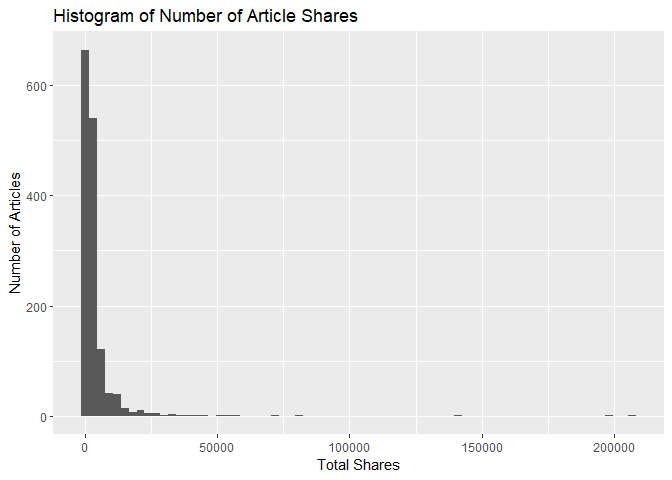 Histogram of Number of Article Shares
Number of Articles
600
400
200
0
0 50000 100000 150000 200000
Total Shares